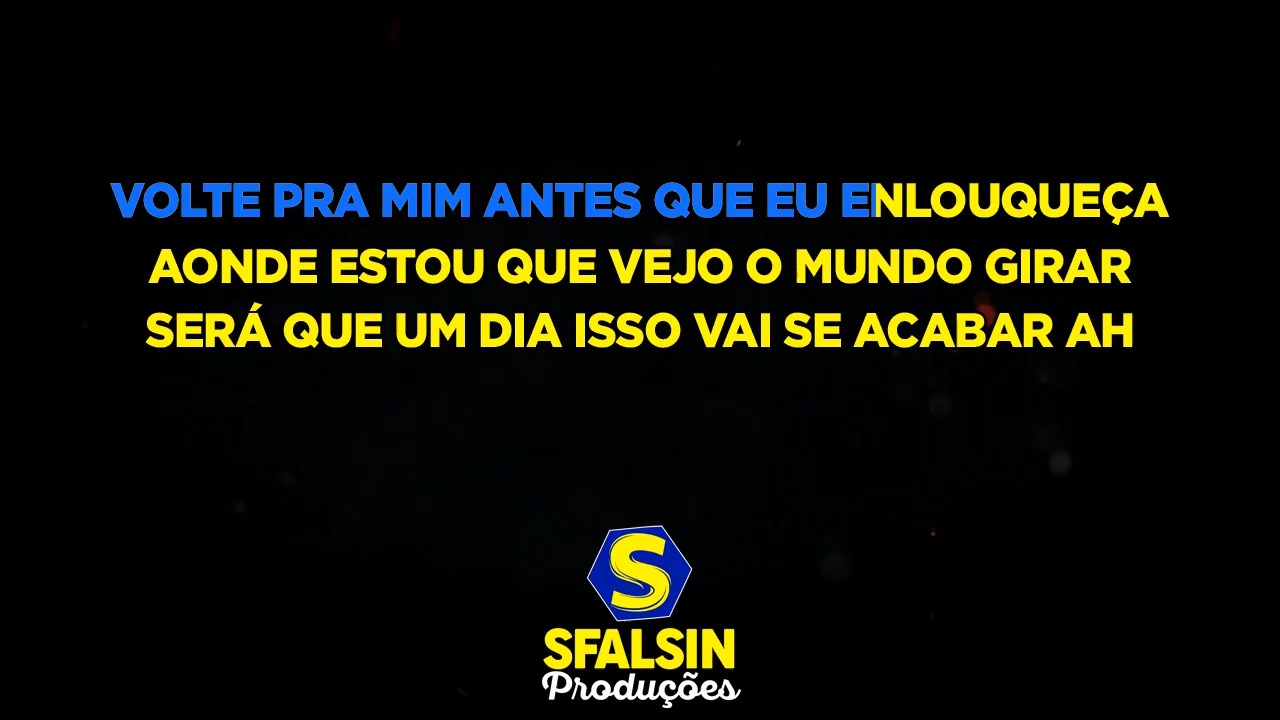 VOLTE PRA MIM ANTES QUE EU ENLOUQUEÇA
AONDE ESTOU QUE VEJO O MUNDO GIRAR
SERÁ QUE UM DIA ISSO VAI SE ACABAR AH
S
SFALSIN
Produções